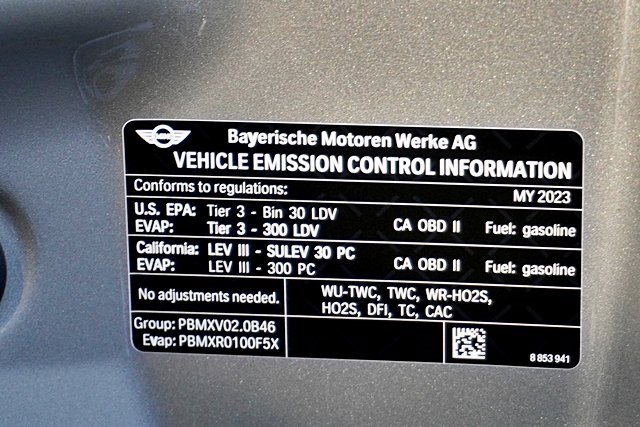 MINI
Bayerische Motoren Werke AG
VEHICLE EMISSION CONTROL INFORMATION
Conforms to regulations: MY 2023
U.S. EPA: Tier 3 - Bin 30 LDV CA OBD II Fuel: gasoline
EVAP: Tier 3 - 300 LDV
California: LEV III - SULEV 30 PC CA OBD II Fuel: gasoline
EVAP: LEV III - 300 PC
No adjustments needed.
WU-TWC, TWC, WR-HO2S,
HO2S, DFI, TC, CAC
Group: PBMXV02.0B46
Evap: PBMXR0100F5X
8 853 941